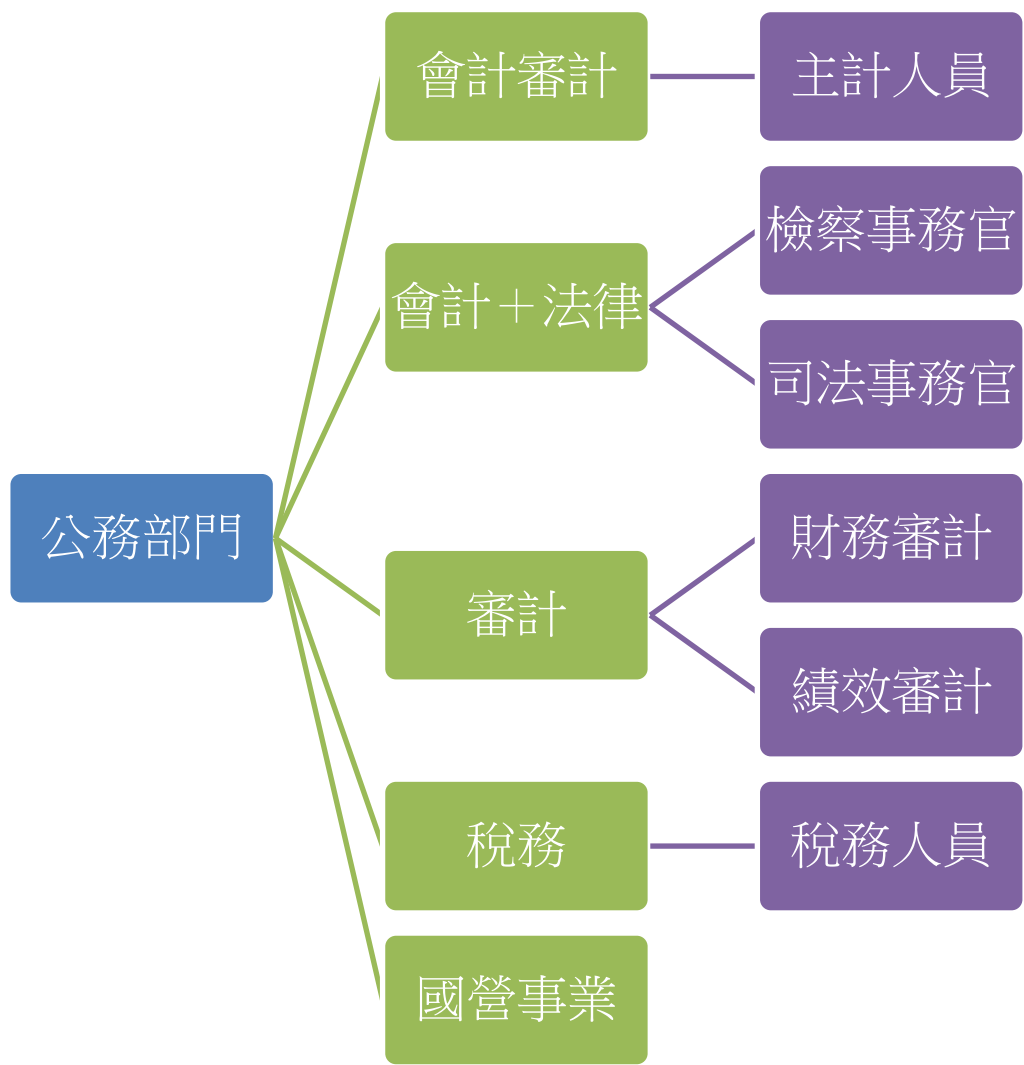 公務部門
會計審計
主計人員
會計＋法律
檢察事務官
司法事務官
審計
財務審計
績效審計
稅務
稅務人員
國營事業